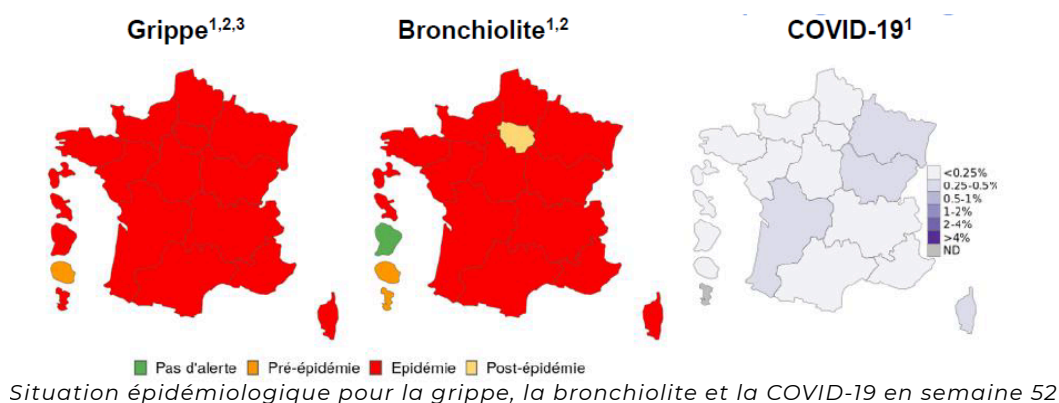 Grippe1,2,3
Bronchiolite1,2
COVID-191
<0.25%
0.25-0.5%
0.5-1%
1-2%
2-4%
>4%
ND
Pas d'alerte Pré-épidémie Epidémie Post-épidémie
Situation épidémiologique pour la grippe, la bronchiolite et la COVID-19 en semaine 52